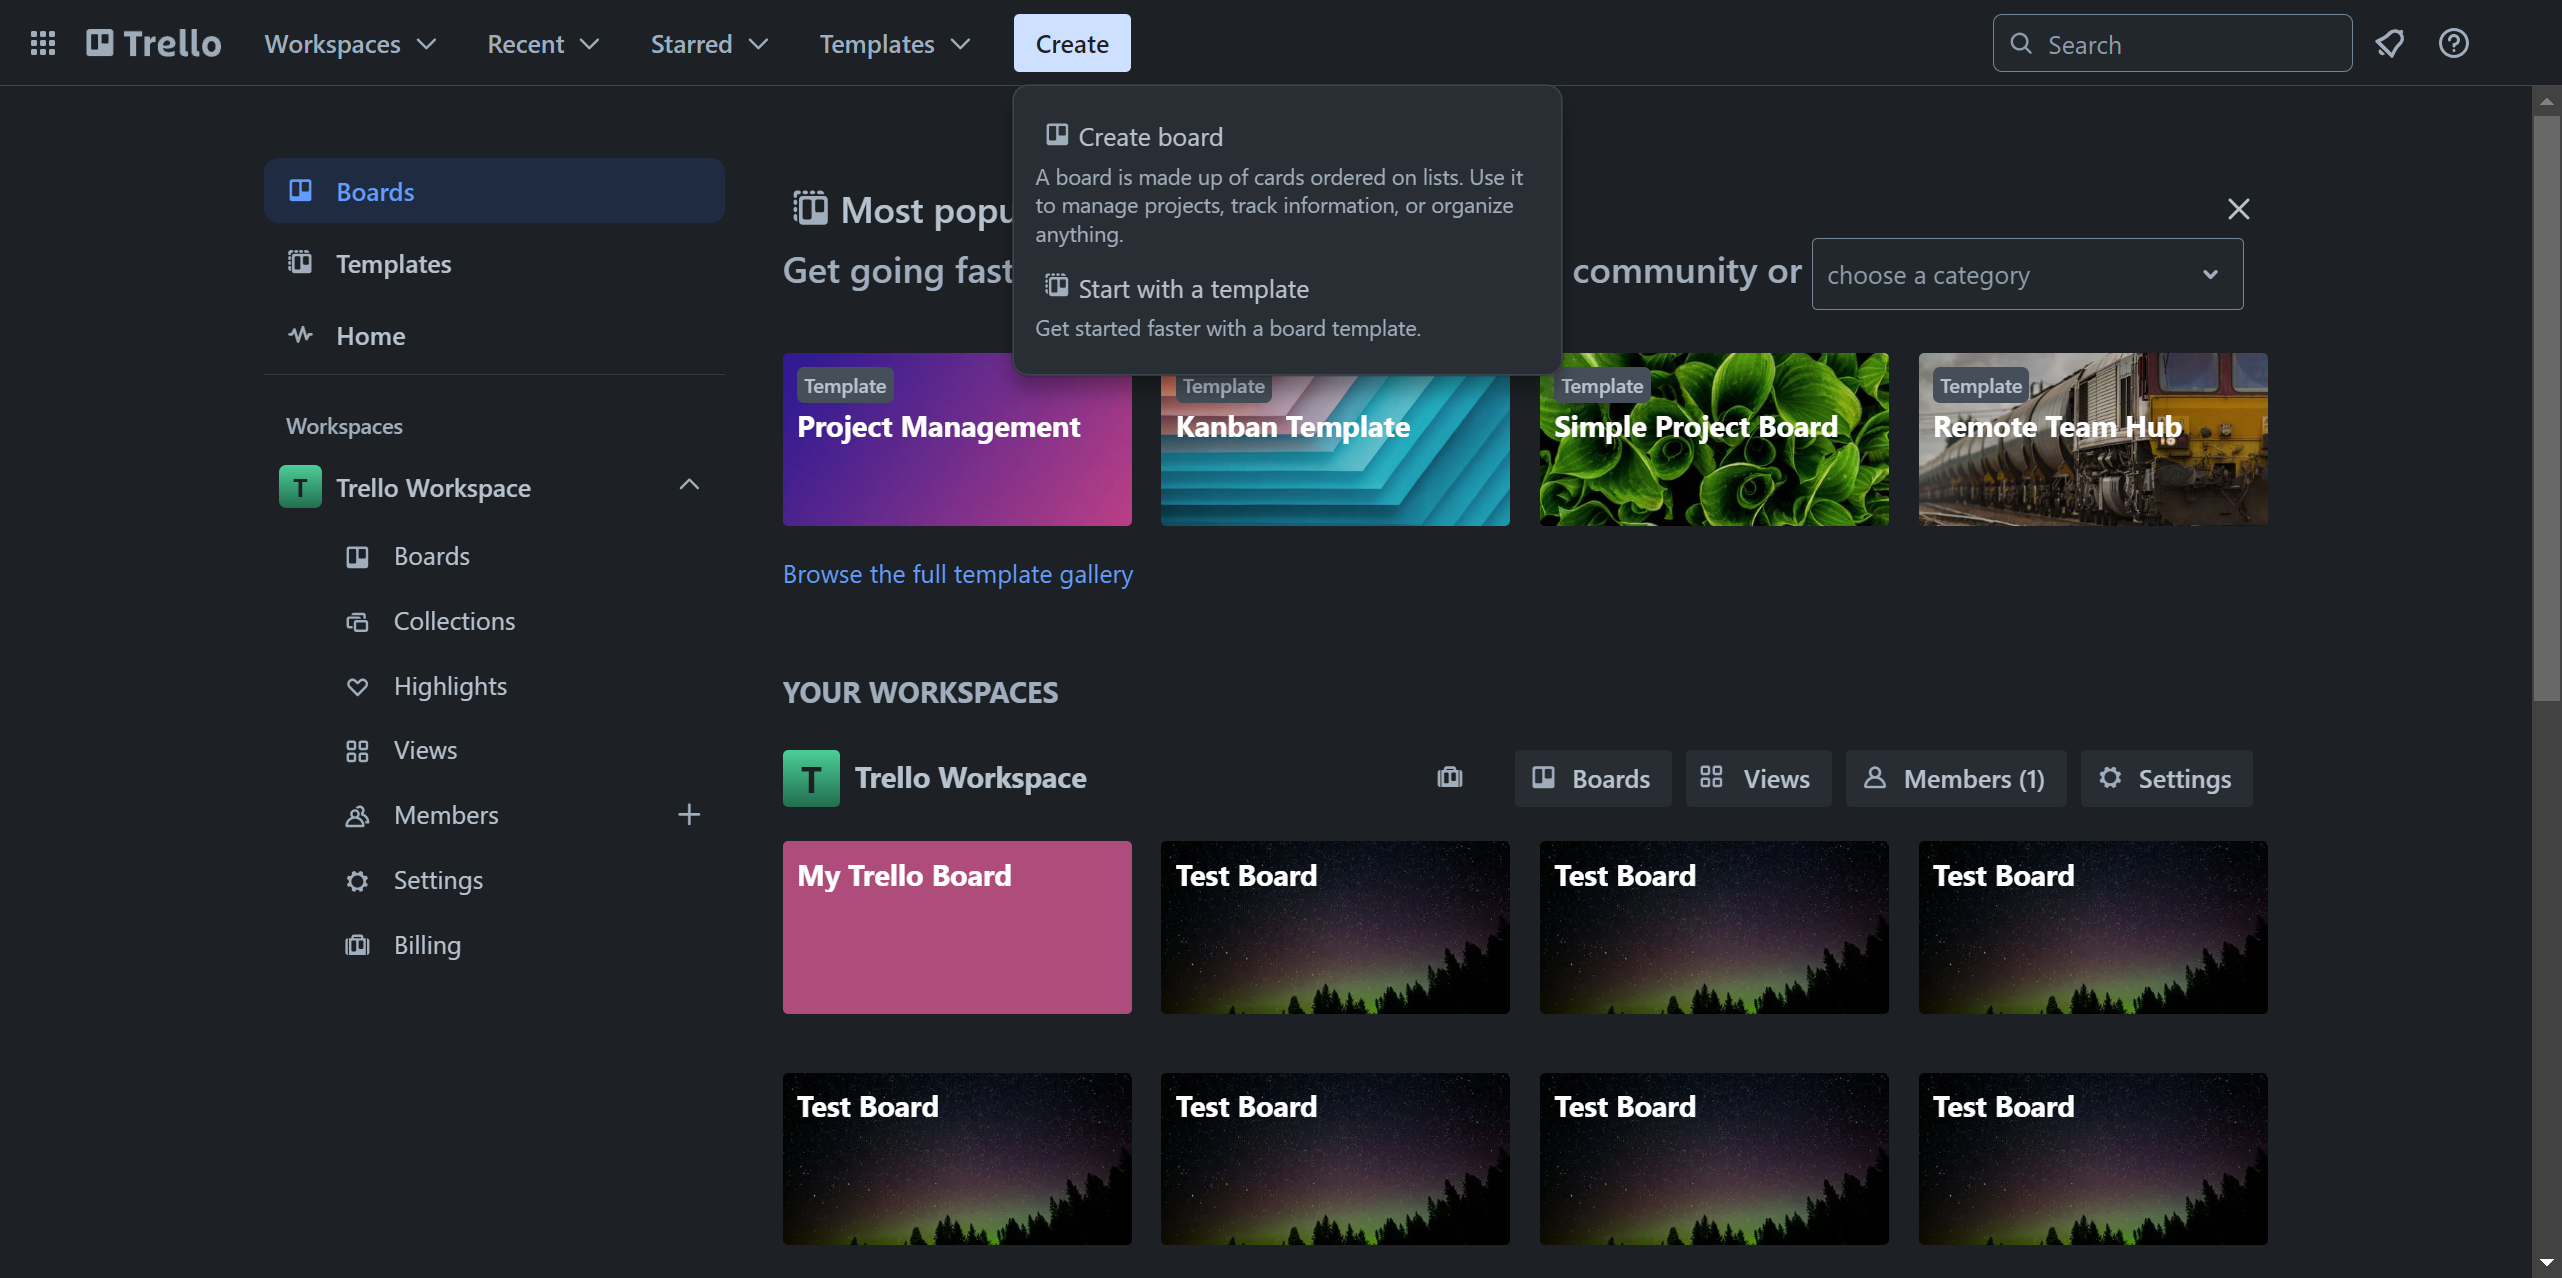 Trello
Workspaces
Recent
Starred
Templates
Create
Search
Create board
A board is made up of cards ordered on lists. Use it
to manage projects, track information, or organize
anything.
Start with a template
Get started faster with a board template.
Boards
Templates
Home
Workspaces
T
Trello Workspace
Boards
Collections
Highlights
Views
Members
Settings
Billing
Most popu
Get going fast
community or
choose a category
Template
Project Management
Template
Kanban Template
Template
Simple Project Board
Template
Remote Team Hub
Browse the full template gallery
YOUR WORKSPACES
T
Trello Workspace
Boards
Views
Members (1)
Settings
My Trello Board
Test Board
Test Board
Test Board
Test Board
Test Board
Test Board
Test Board